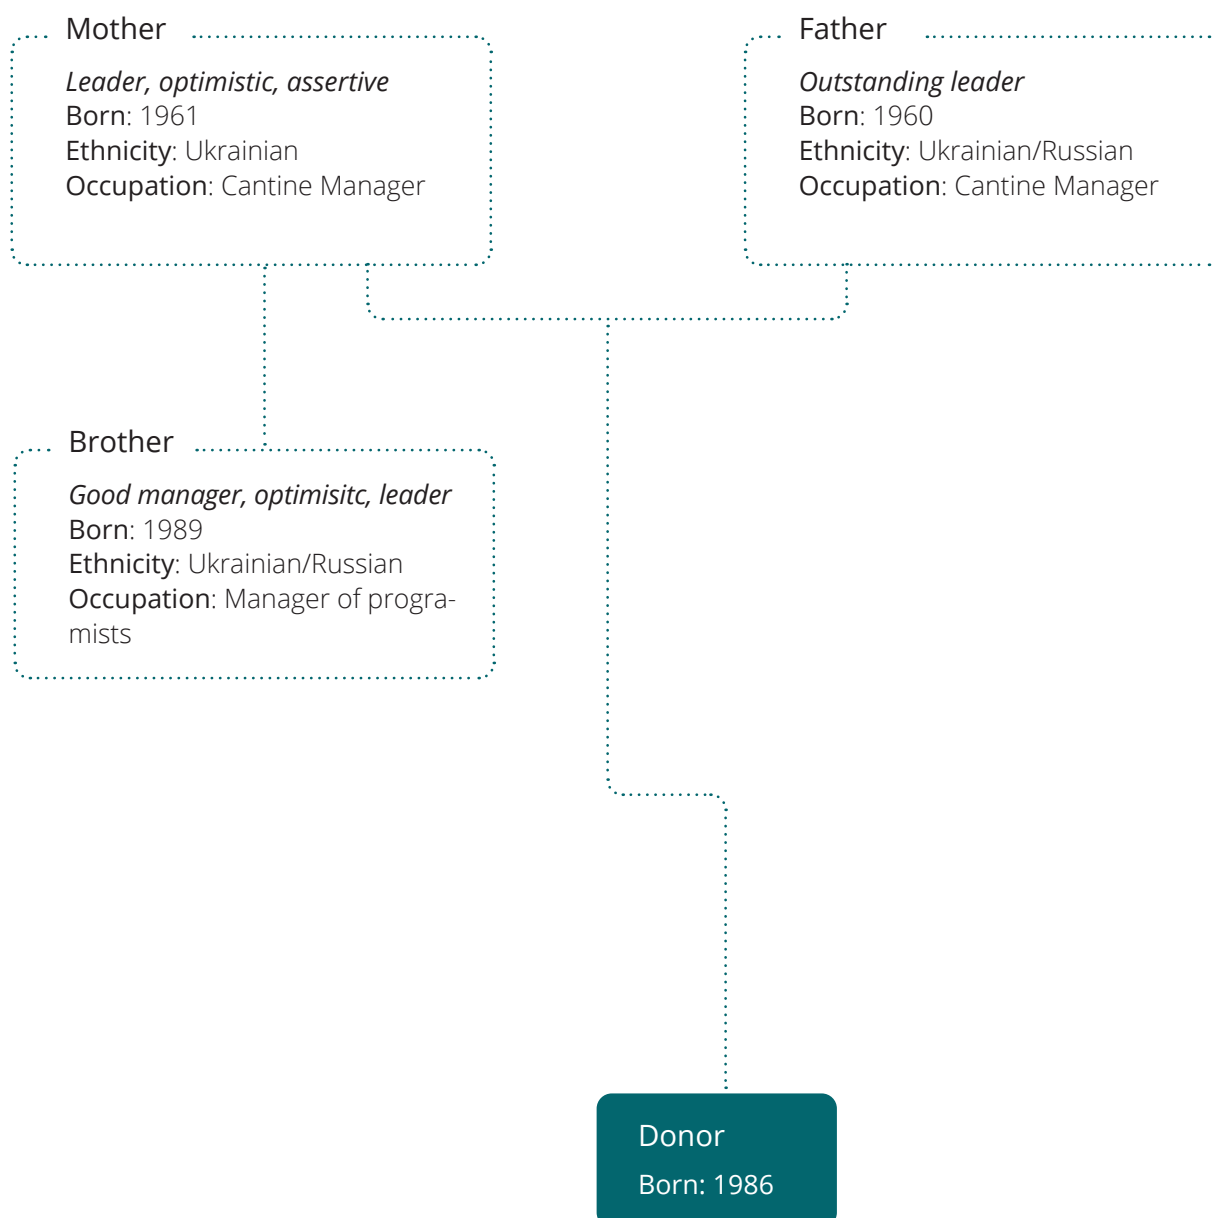 Mother
Leader, optimistic, assertive
Born: 1961
Ethnicity: Ukrainian
Occupation: Cantine Manager
Father
Outstanding leader
Born: 1960
Ethnicity: Ukrainian/Russian
Occupation: Cantine Manager
Brother
Good manager, optimisitc, leader
Born: 1989
Ethnicity: Ukrainian/Russian
Occupation: Manager of progra-
mists
Donor
Born: 1986